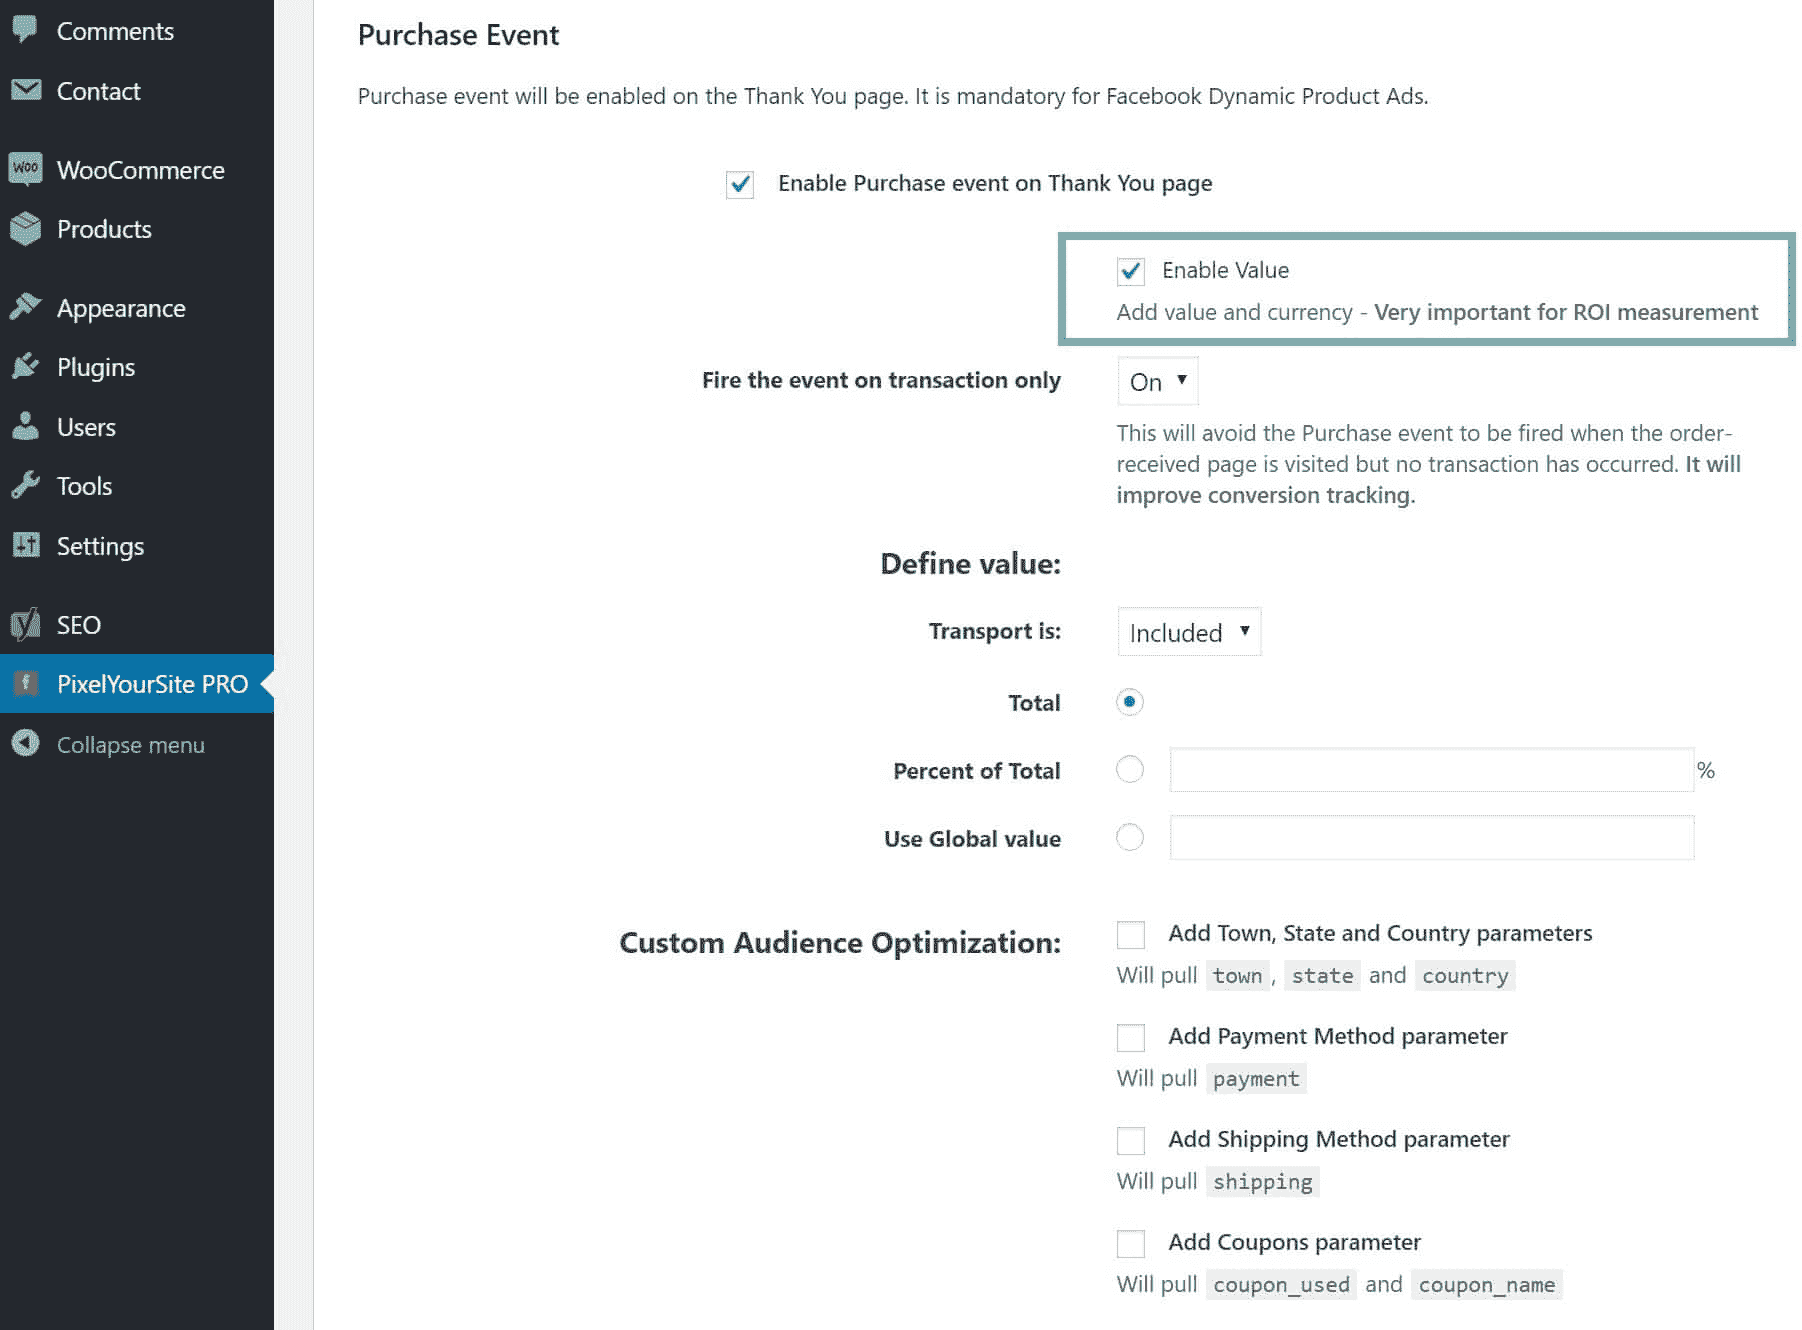 Comments
Contact
WooCommerce
Products
Appearance
Plugins
Users
Tools
Settings
SEO
PixelYourSite PRO
Collapse menu
Purchase Event
Purchase event will be enabled on the Thank You page. It is mandatory for Facebook Dynamic Product Ads.
Enable Purchase event on Thank You page
Enable Value
Add value and currency - Very important for ROI measurement
Fire the event on transaction only
On
This will avoid the Purchase event to be fired when the order-
received page is visited but no transaction has occurred. It will
improve conversion tracking.
Define value:
Transport is:
Included
Total
Percent of Total
%
Use Global value
Custom Audience Optimization:
Add Town, State and Country parameters
Will pull town, state and country
Add Payment Method parameter
Will pull payment
Add Shipping Method parameter
Will pull shipping
Add Coupons parameter
Will pull coupon_used and coupon_name